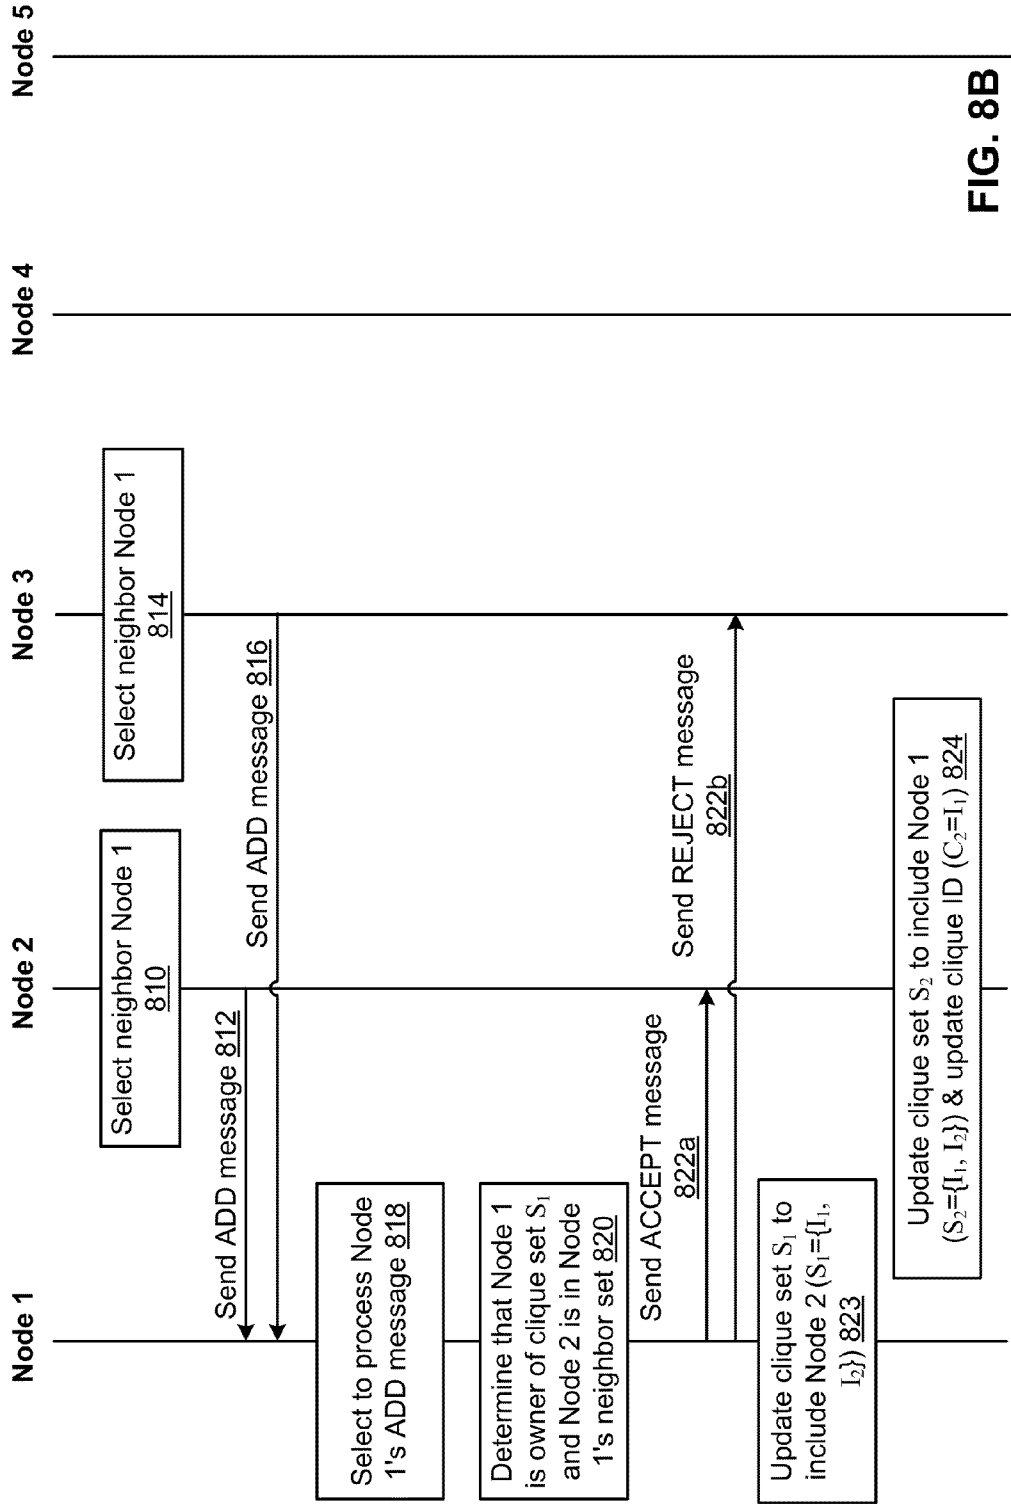 Node 1
Node 2
Node 3
Node 4
Node 5
Select neighbor Node 1
810
Select neighbor Node 1
814
Send ADD message 812
Send ADD message 816
Select to process Node
1's ADD message 818
Determine that Node 1
is owner of clique set S₁
and Node 2 is in Node
1's neighbor set 820
Send ACCEPT message
822a
Send REJECT message
822b
Update clique set S₁ to
include Node 2 (S₁={I₁,
I₂}) 823
Update clique set S₂ to include Node 1
(S₂={I₁, I₂}) & update clique ID (C₂=I₁) 824
FIG. 8B